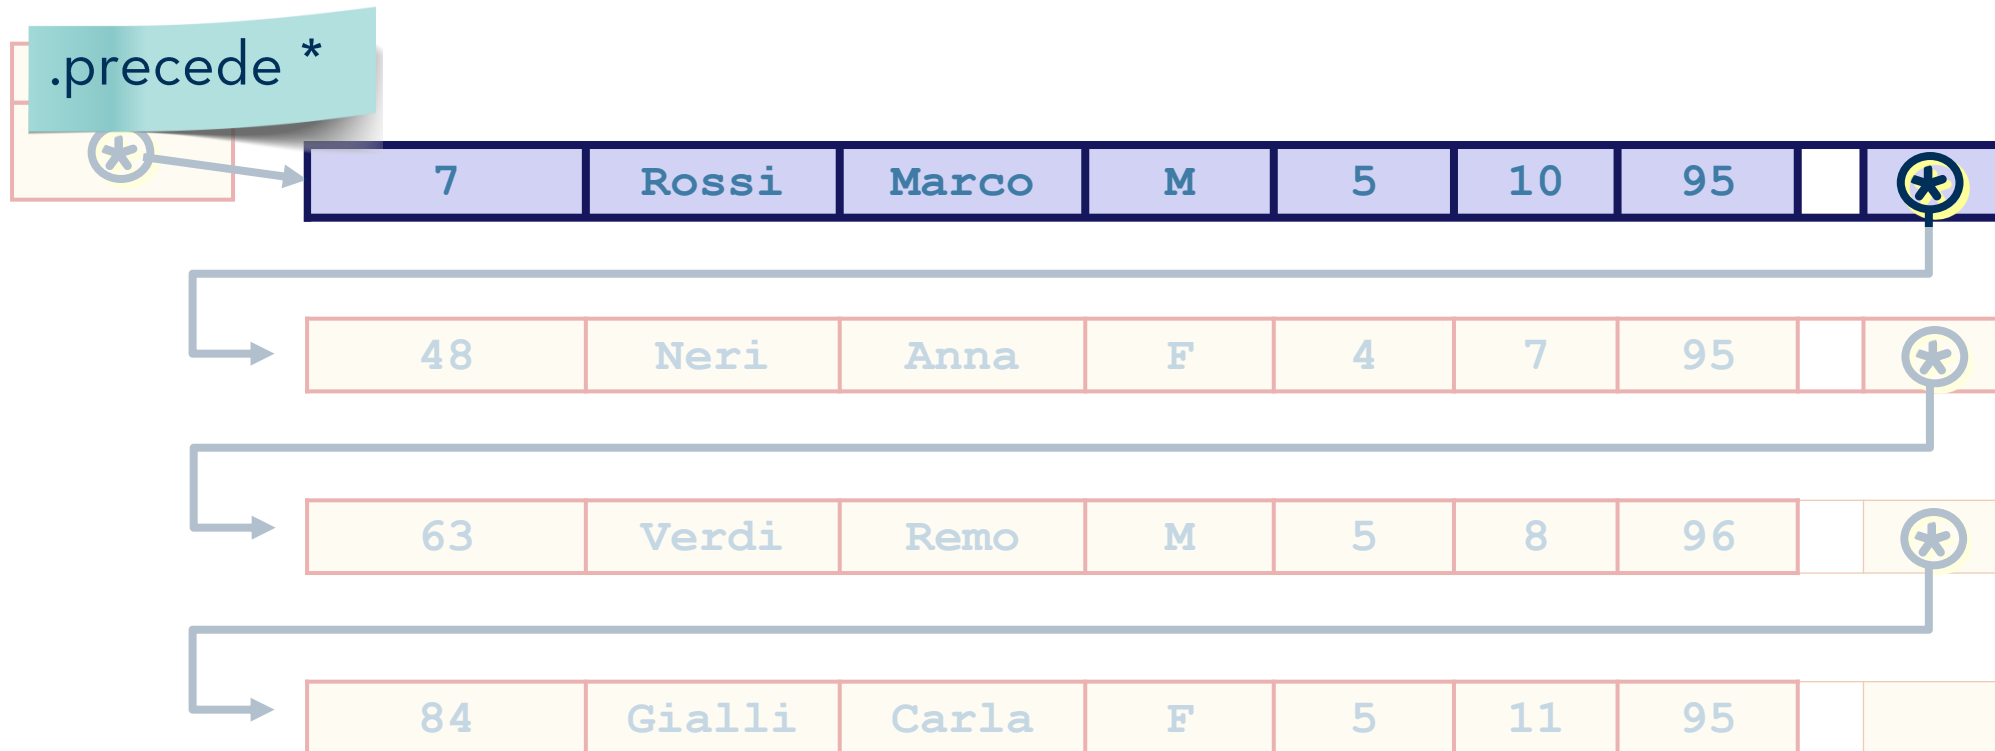 .precede *
* 7 Rossi Marco M 5 10 95 *
48 Neri Anna F 4 7 95 *
63 Verdi Remo M 5 8 96 *
84 Gialli Carla F 5 11 95